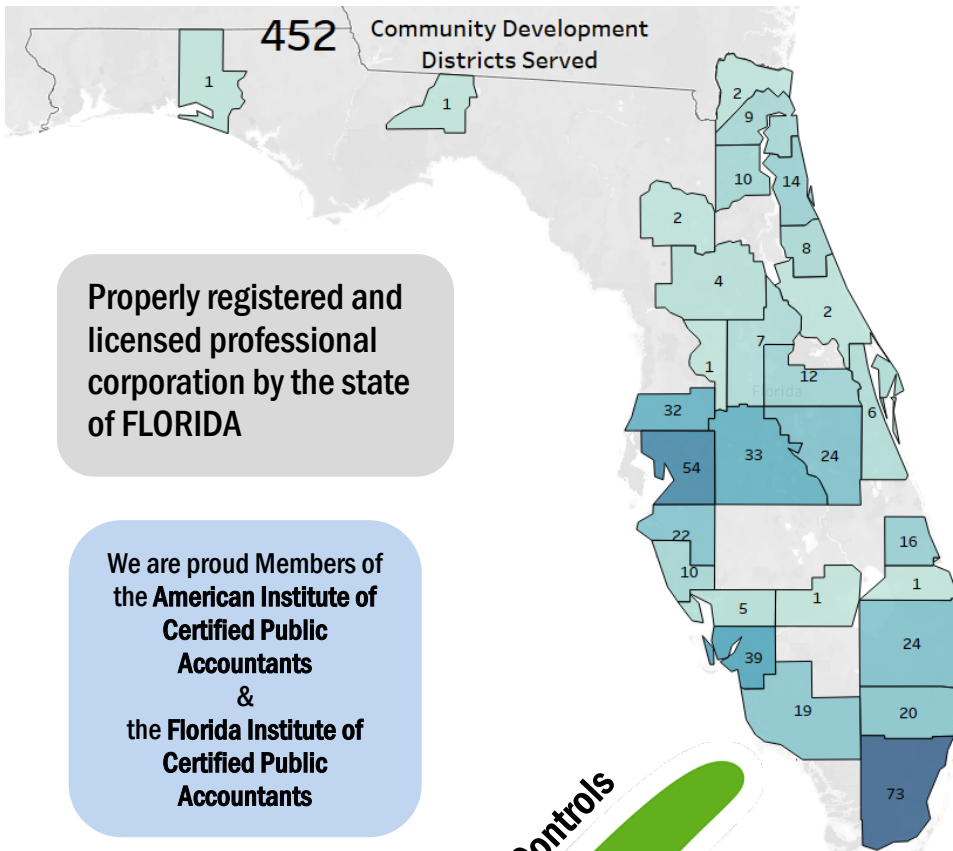 452
Community Development
Districts Served
1
1
2
9
10
14
2
8
4
2
7
1
12
Florida
6
32
33
24
54
22
16
10
1
1
5
24
39
19
20
73
Properly registered and
licensed professional
corporation by the state
of FLORIDA
We are proud Members of
the American Institute of
Certified Public
Accountants
&
the Florida Institute of
Certified Public
Accountants
Controls